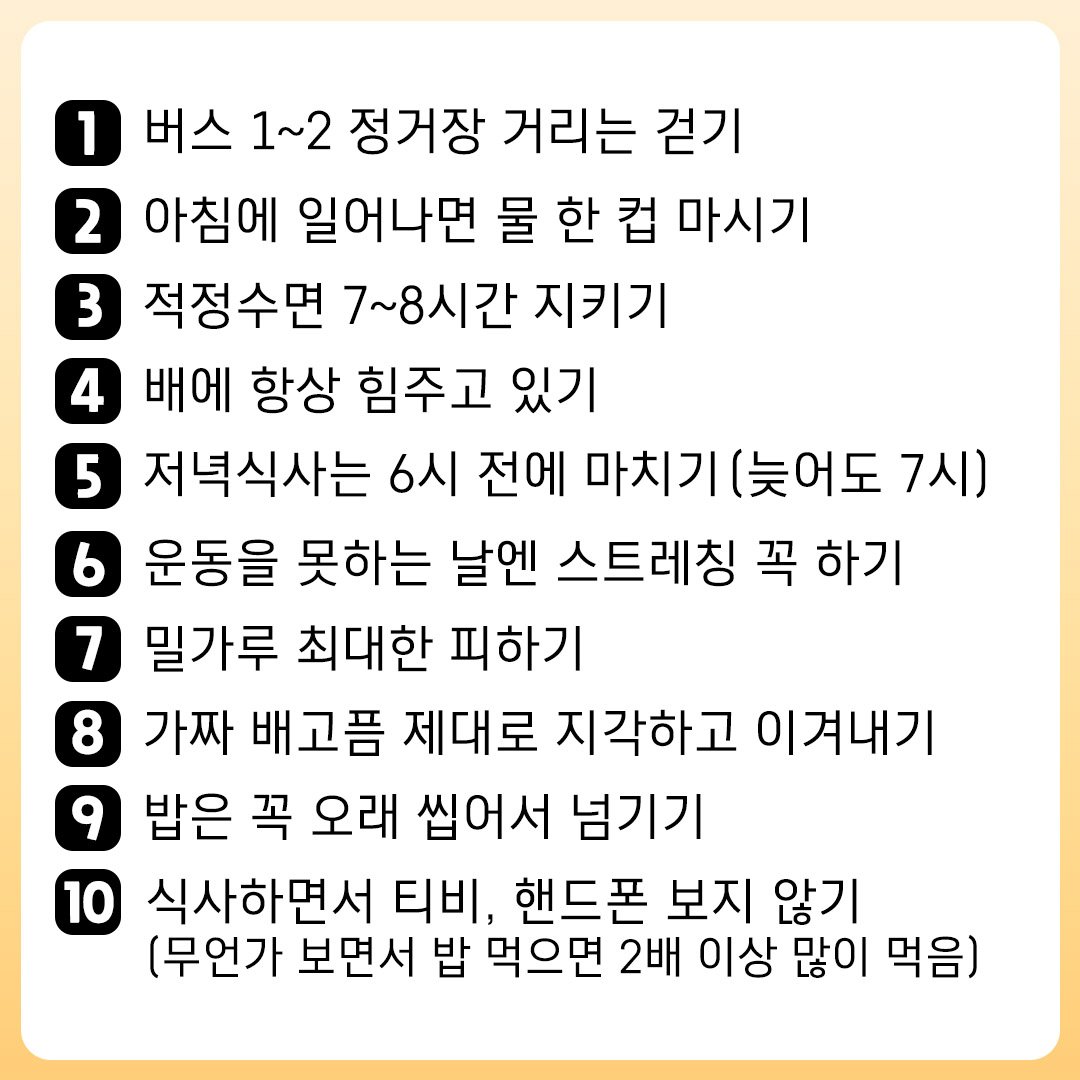 1 버스 1~2 정거장 거리는 걷기
2 아침에 일어나면 물 한 컵 마시기
3 적정수면 7~8시간 지키기
4 배에 항상 힘주고 있기
5 저녁식사는 6시 전에 마치기(늦어도 7시)
6 운동을 못하는 날엔 스트레칭 꼭 하기
7 밀가루 최대한 피하기
8 가짜 배고픔 제대로 지각하고 이겨내기
9 밥은 꼭 오래 씹어서 넘기기
10 식사하면서 티비, 핸드폰 보지 않기
(무언가 보면서 밥 먹으면 2배 이상 많이 먹음)